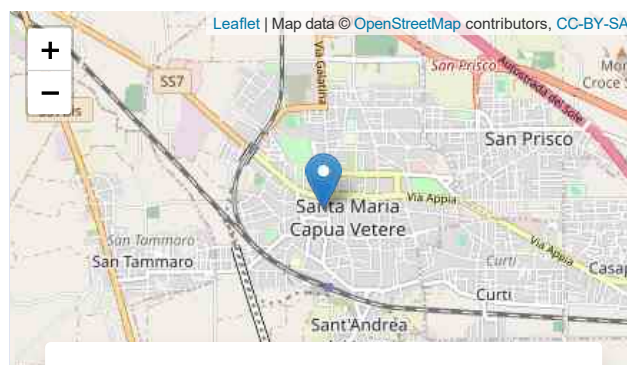 Leaflet | Map data © OpenStreetMap contributors, CC-BY-SA
+
−
Via Galatina
SS7
San Prisco
Autostrada del Sole
Mon
Croce S
San Prisco
Santa Maria
Capua Vetere
Via Appia
Via Appia
San Tammaro
San Tammaro
Curti
Casap
Curti
Sant'Andrea